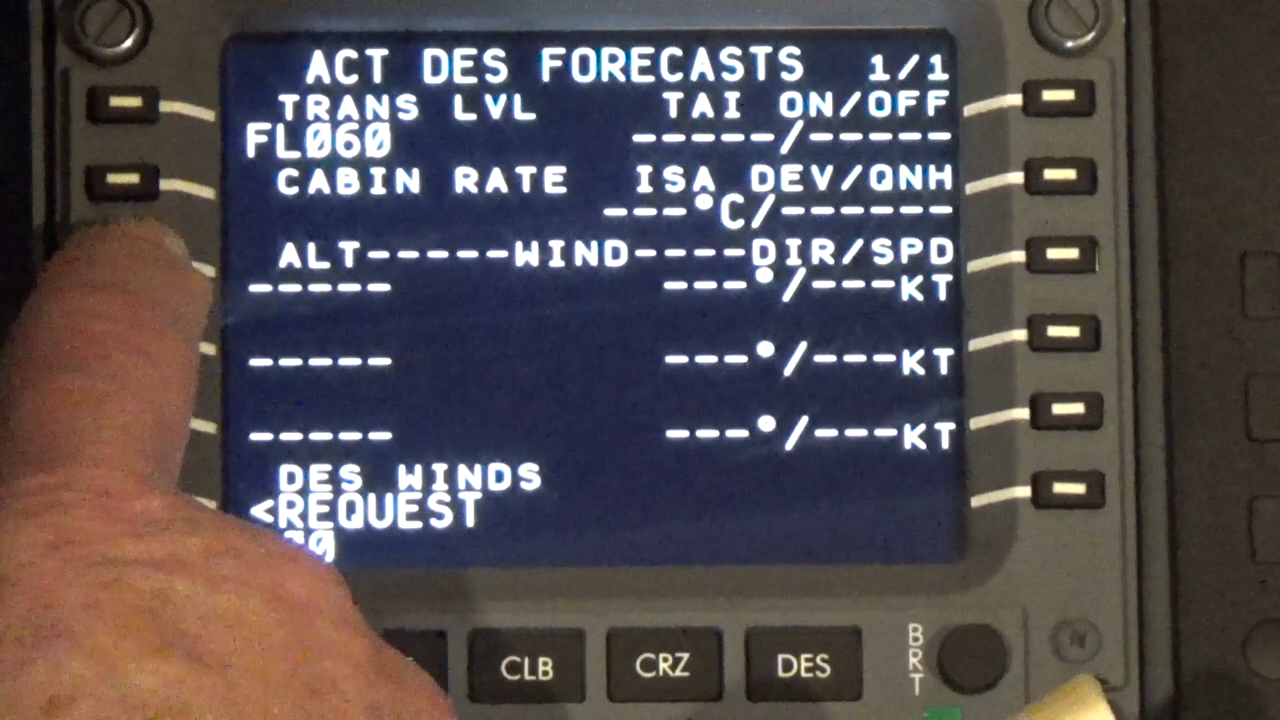 ACT DES FORECASTS 1/1
TRANS LVL TAI ON/OFF
FL060 -----/-----
CABIN RATE ISA DEV/QNH
---°C/------
ALT-----WIND----DIR/SPD
----- ---°/---KT
----- ---°/---KT
----- ---°/---KT
DES WINDS
<REQUEST
CLB CRZ DES
BRT